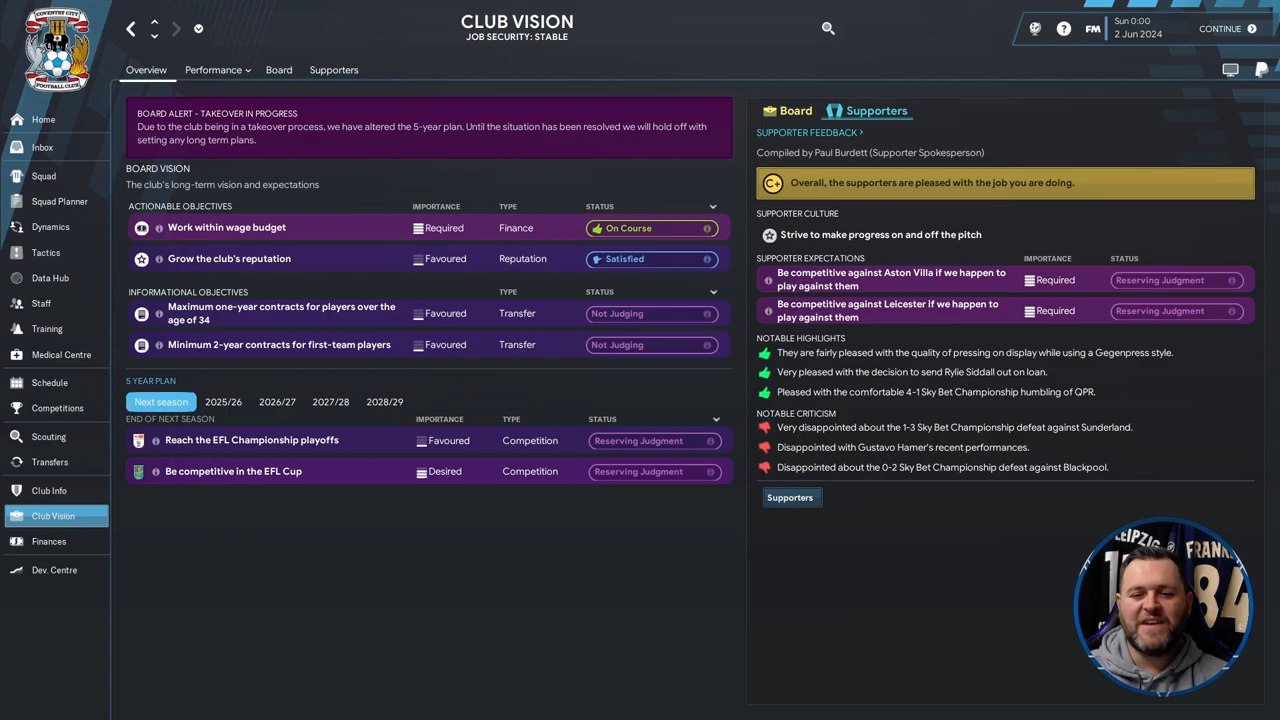 COVENTRY CITY
FOOTBALL CLUB
CLUB VISION
JOB SECURITY: STABLE
FM
Sun 0:00
2 Jun 2024
CONTINUE
Overview
Performance
Board
Supporters
Home
Inbox
Squad
Squad Planner
Dynamics
Tactics
Data Hub
Staff
Training
Medical Centre
Schedule
Competitions
Scouting
Transfers
Club Info
Club Vision
Finances
Dev. Centre
BOARD ALERT - TAKEOVER IN PROGRESS
Due to the club being in a takeover process, we have altered the 5-year plan. Until the situation has been resolved we will hold off with
setting any long term plans.
BOARD VISION
The club's long-term vision and expectations
ACTIONABLE OBJECTIVES IMPORTANCE TYPE STATUS
Work within wage budget Required Finance On Course
Grow the club's reputation Favoured Reputation Satisfied
INFORMATIONAL OBJECTIVES TYPE STATUS
Maximum one-year contracts for players over the
age of 34 Favoured Transfer Not Judging
Minimum 2-year contracts for first-team players Favoured Transfer Not Judging
5 YEAR PLAN
Next season 2025/26 2026/27 2027/28 2028/29
END OF NEXT SEASON IMPORTANCE TYPE STATUS
Reach the EFL Championship playoffs Favoured Competition Reserving Judgment
Be competitive in the EFL Cup Desired Competition Reserving Judgment
Board Supporters
SUPPORTER FEEDBACK >
Compiled by Paul Burdett (Supporter Spokesperson)
C+ Overall, the supporters are pleased with the job you are doing.
SUPPORTER CULTURE
Strive to make progress on and off the pitch
SUPPORTER EXPECTATIONS IMPORTANCE STATUS
Be competitive against Aston Villa if we happen to
play against them Required Reserving Judgment
Be competitive against Leicester if we happen to
play against them Required Reserving Judgment
NOTABLE HIGHLIGHTS
They are fairly pleased with the quality of pressing on display while using a Gegenpress style.
Very pleased with the decision to send Rylie Siddall out on loan.
Pleased with the comfortable 4-1 Sky Bet Championship humbling of QPR.
NOTABLE CRITICISM
Very disappointed about the 1-3 Sky Bet Championship defeat against Sunderland.
Disappointed with Gustavo Hamer's recent performances.
Disappointed about the 0-2 Sky Bet Championship defeat against Blackpool.
Supporters
LEIPZIG
FRANK
84